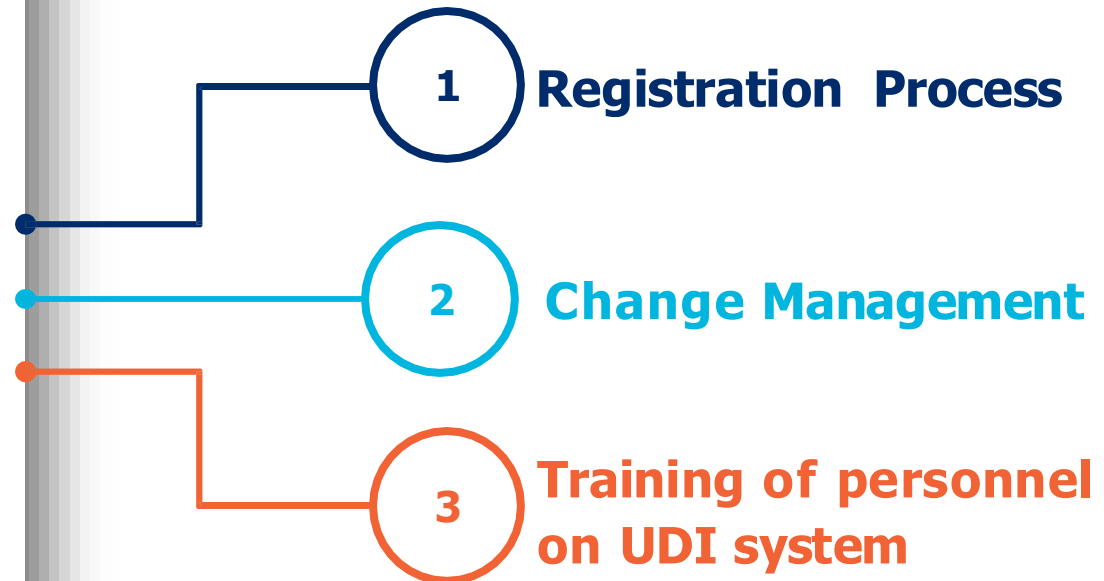 1
Registration Process
2
Change Management
3
Training of personnel
on UDI system